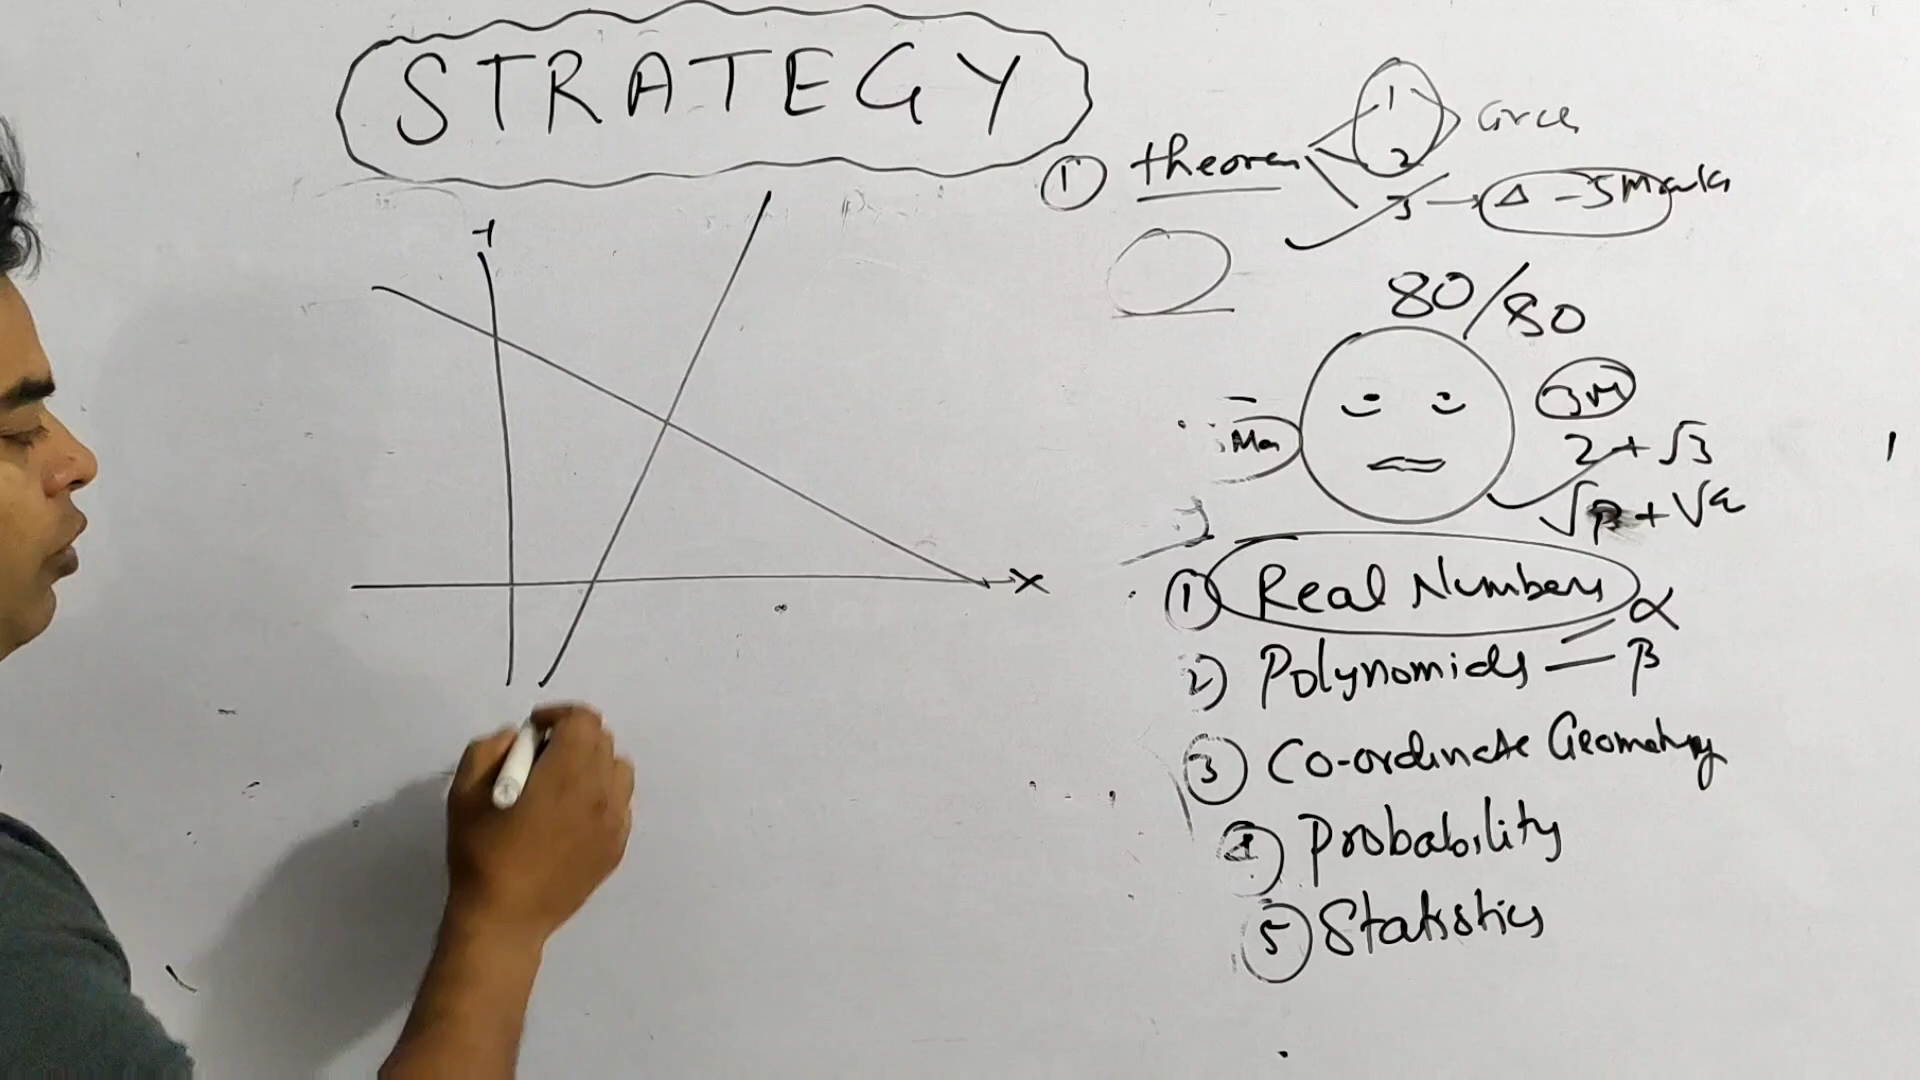 STRATEGY
1 Circle
① theorem 2
3 → Δ - 5 Marks
80/80
3M
2 + √3
√p + √q
Y
X
① Real Numbers α
2) Polynomials = β
③ Co-ordinate Geometry
④ Probability
⑤ Statistics